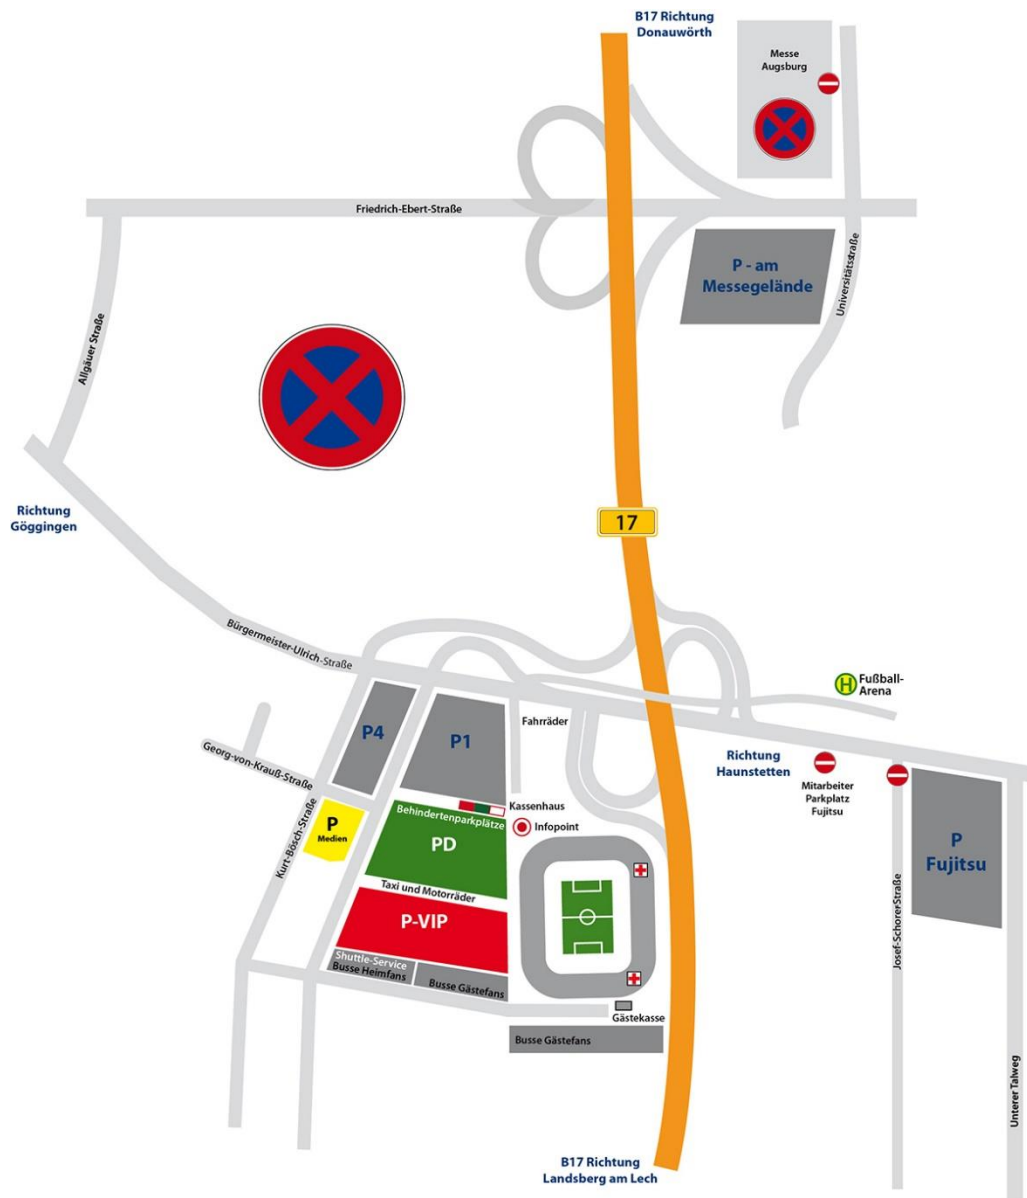 B17 Richtung
Donauwörth
Messe
Augsburg
Friedrich-Ebert-Straße
P - am
Messegelände
Universitätsstraße
Allgäuer Straße
Richtung
Göggingen
17
Bürgermeister-Ulrich-Straße
H
Fußball-
Arena
P4
P1
Fahrräder
Georg-von-Krauß-Straße
Richtung
Haunstetten
Mitarbeiter
Parkplatz
Fujitsu
Kassenhaus
Behindertenparkplätze
Infopoint
P
Medien
PD
Kurt-Bösch-Straße
P
Fujitsu
Taxi und Motorräder
P-VIP
Josef-Schorer-Straße
Shuttle-Service
Busse Heimfans
Busse Gästefans
Gästekasse
Busse Gästefans
Unterer Talweg
B17 Richtung
Landsberg am Lech